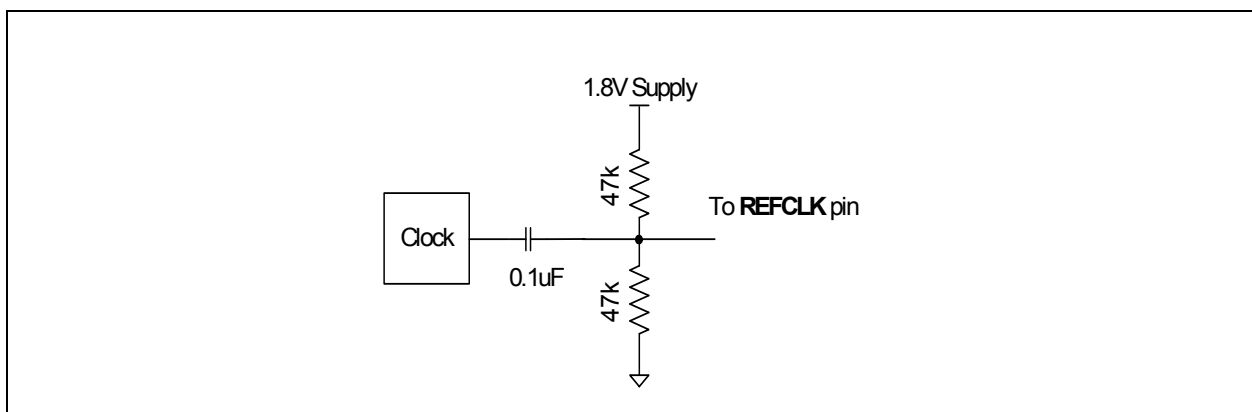 1.8V Supply
47k
To REFCLK pin
Clock
0.1uF
47k